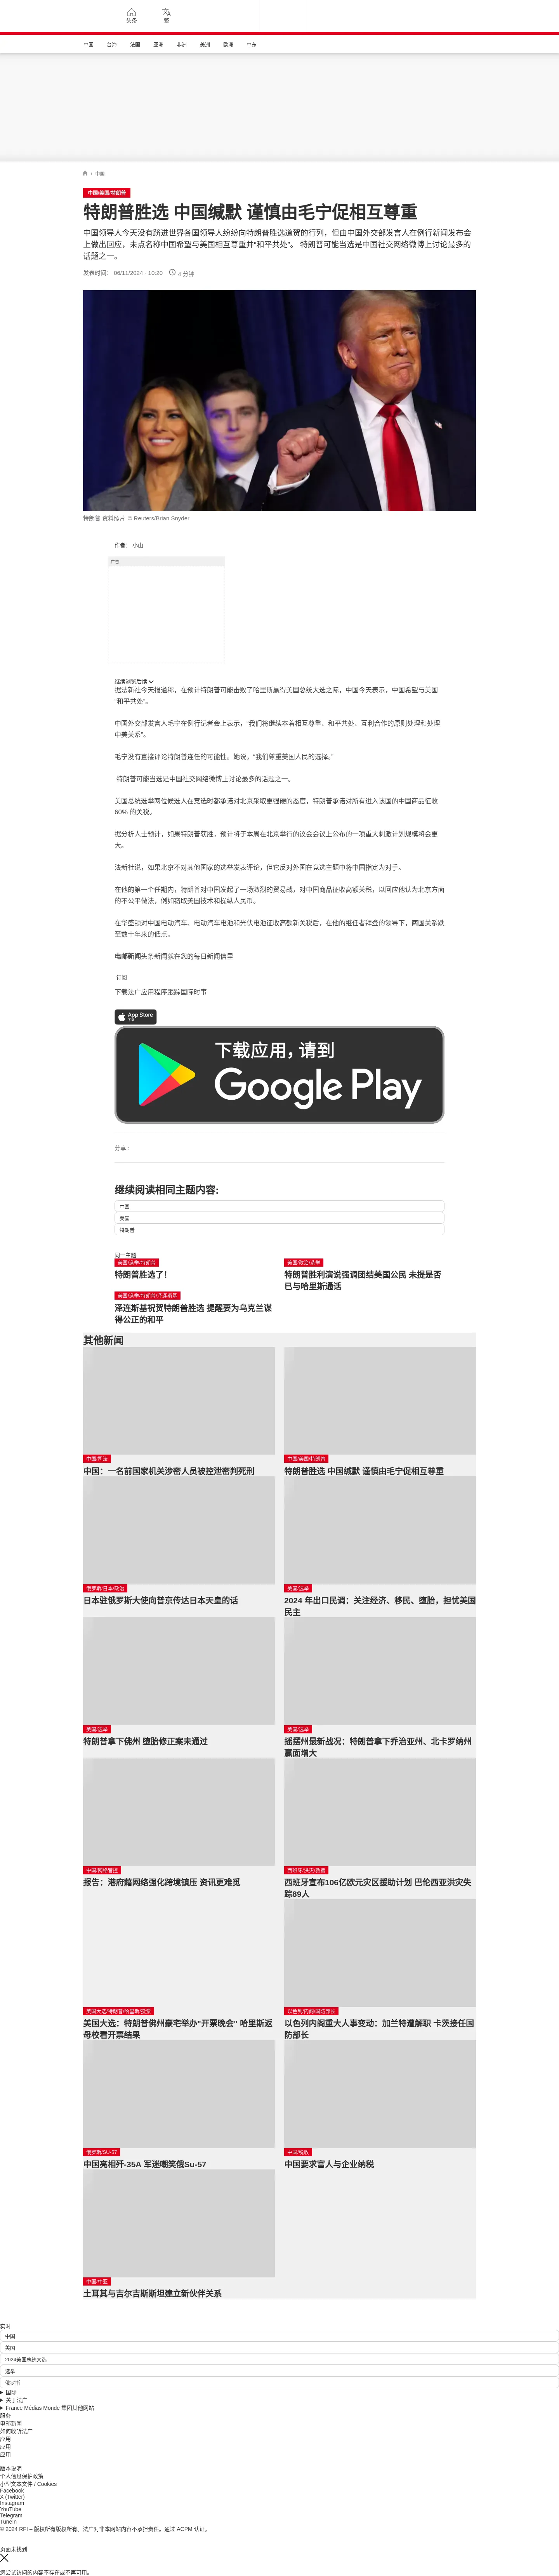 头条
繁
中国
台海
法国
亚洲
非洲
美洲
欧洲
中东
/ 中国
中国/美国/特朗普
特朗普胜选 中国缄默 谨慎由毛宁促相互尊重
中国领导人今天没有跻进世界各国领导人纷纷向特朗普胜选道贺的行列，但由中国外交部发言人在例行新闻发布会
上做出回应，未点名称中国希望与美国相互尊重并“和平共处”。 特朗普可能当选是中国社交网络微博上讨论最多的
话题之一。
发表时间： 06/11/2024 - 10:20
4 分钟
特朗普 资料照片 © Reuters/Brian Snyder
作者： 小山
广告
继续浏览后续
据法新社今天报道称，在预计特朗普可能击败了哈里斯赢得美国总统大选之际，中国今天表示，中国希望与美国
“和平共处”。
中国外交部发言人毛宁在例行记者会上表示，“我们将继续本着相互尊重、和平共处、互利合作的原则处理和处理
中美关系”。
毛宁没有直接评论特朗普连任的可能性。她说，“我们尊重美国人民的选择。”
特朗普可能当选是中国社交网络微博上讨论最多的话题之一。
美国总统选举两位候选人在竞选时都承诺对北京采取更强硬的态度，特朗普承诺对所有进入该国的中国商品征收
60% 的关税。
据分析人士预计，如果特朗普获胜，预计将于本周在北京举行的议会会议上公布的一项重大刺激计划规模将会更
大。
法新社说，如果北京不对其他国家的选举发表评论，但它反对外国在竞选主题中将中国指定为对手。
在他的第一个任期内，特朗普对中国发起了一场激烈的贸易战，对中国商品征收高额关税，以回应他认为北京方面
的不公平做法，例如窃取美国技术和操纵人民币。
在华盛顿对中国电动汽车、电动汽车电池和光伏电池征收高额新关税后，在他的继任者拜登的领导下，两国关系跌
至数十年来的低点。
电邮新闻头条新闻就在您的每日新闻信里
订阅
下载法广应用程序跟踪国际时事
App Store
下载
下载应用，请到
Google Play
分享 :
继续阅读相同主题内容:
中国
美国
特朗普
同一主题
美国/选举/特朗普
特朗普胜选了！
美国/政治/选举
特朗普胜利演说强调团结美国公民 未提是否
已与哈里斯通话
美国/选举/特朗普/泽连斯基
泽连斯基祝贺特朗普胜选 提醒要为乌克兰谋
得公正的和平
其他新闻
中国/司法
中国：一名前国家机关涉密人员被控泄密判死刑
中国/美国/特朗普
特朗普胜选 中国缄默 谨慎由毛宁促相互尊重
俄罗斯/日本/政治
日本驻俄罗斯大使向普京传达日本天皇的话
美国/选举
2024 年出口民调：关注经济、移民、堕胎，担忧美国
民主
美国/选举
特朗普拿下佛州 堕胎修正案未通过
美国/选举
摇摆州最新战况：特朗普拿下乔治亚州、北卡罗纳州
赢面增大
中国/网络管控
报告：港府藉网络强化跨境镇压 资讯更难觅
西班牙/洪灾/救援
西班牙宣布106亿欧元灾区援助计划 巴伦西亚洪灾失
踪89人
美国大选/特朗普/哈里斯/投票
美国大选：特朗普佛州豪宅举办"开票晚会" 哈里斯返
母校看开票结果
以色列/内阁/国防部长
以色列内阁重大人事变动：加兰特遭解职 卡茨接任国
防部长
俄罗斯/SU-57
中国亮相歼-35A 军迷嘲笑俄Su-57
中国/税收
中国要求富人与企业纳税
中国/中亚
土耳其与吉尔吉斯斯坦建立新伙伴关系
实时
中国
美国
2024美国总统大选
选举
俄罗斯
国际
关于法广
France Médias Monde 集团其他网站
服务
电邮新闻
如何收听法广
应用
应用
应用
版本说明
个人信息保护政策
小型文本文件 / Cookies
Facebook
X (Twitter)
Instagram
YouTube
Telegram
TuneIn
© 2024 RFI – 版权所有版权所有。法广对非本网站内容不承担责任。通过 ACPM 认证。
页面未找到
您尝试访问的内容不存在或不再可用。